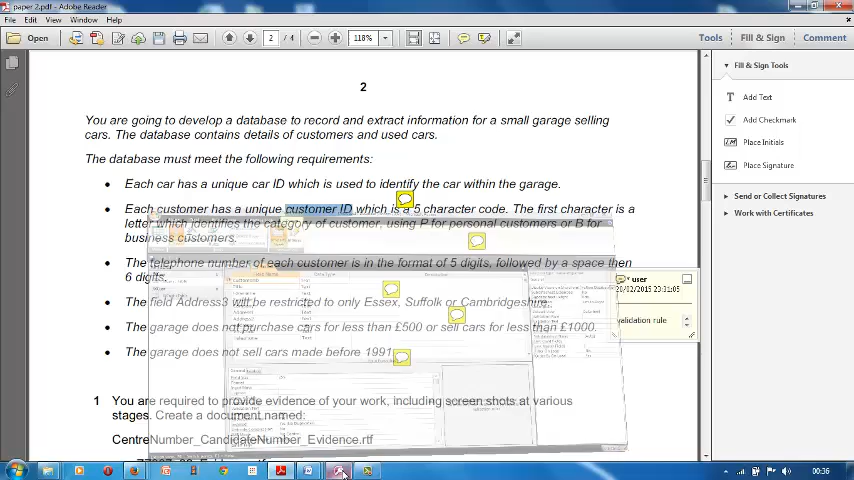 paper 2.pdf - Adobe Reader
File Edit View Window Help
Open 2 / 4 118% Tools Fill & Sign Comment
2
You are going to develop a database to record and extract information for a small garage selling
cars. The database contains details of customers and used cars.
The database must meet the following requirements:
• Each car has a unique car ID which is used to identify the car within the garage.
• Each customer has a unique customer ID which is a 5 character code. The first character is a
letter which identifies the category of customer, using P for personal customers or B for
business customers.
• The telephone number of each customer is in the format of 5 digits, followed by a space then
6 digits.
• The field Address3 will be restricted to only Essex, Suffolk or Cambridgeshire.
• The garage does not purchase cars for less than £500 or sell cars for less than £1000.
• The garage does not sell cars made before 1991.
1 You are required to provide evidence of your work, including screen shots at various
stages. Create a document named:
CentreNumber_CandidateNumber_Evidence.rtf
Fill & Sign Tools
Add Text
Add Checkmark
Place Initials
Place Signature
Send or Collect Signatures
Work with Certificates
user
20/02/2015 23:31:05
validation rule
00:36